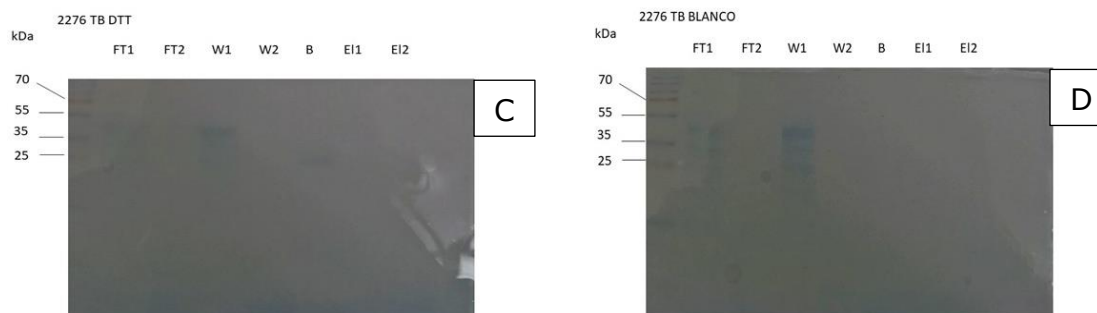 2276 TB DTT
kDa
FT1 FT2 W1 W2 B El1 El2
70
55
35
25
C
2276 TB BLANCO
kDa
FT1 FT2 W1 W2 B El1 El2
70
55
35
25
D